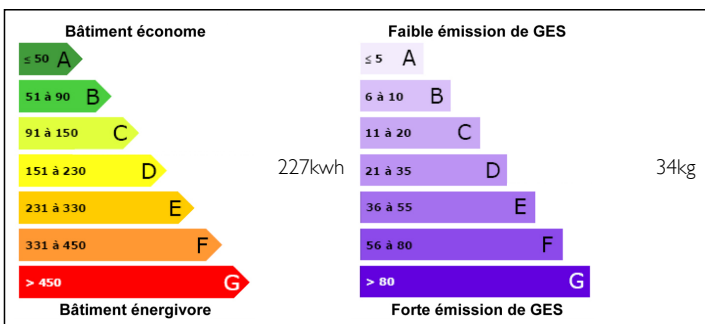 Bâtiment économe
≤ 50 A
51 à 90 B
91 à 150 C
151 à 230 D
227kwh
231 à 330 E
331 à 450 F
> 450 G
Bâtiment énergivore
Faible émission de GES
≤ 5 A
6 à 10 B
11 à 20 C
21 à 35 D
34kg
36 à 55 E
56 à 80 F
> 80 G
Forte émission de GES